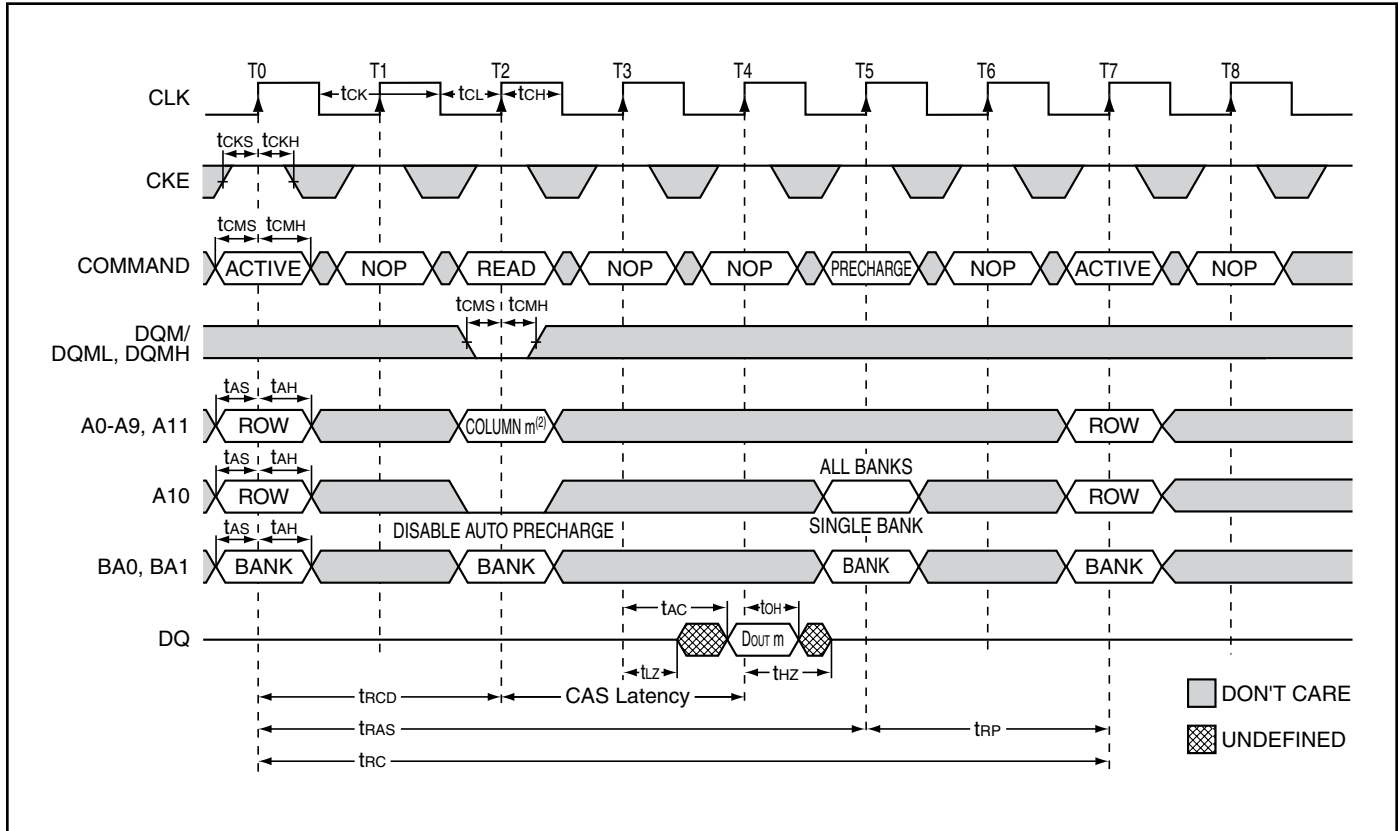 T0 T1 T2 T3 T4 T5 T6 T7 T8
CLK
tCK tCL tCH
tCKS tCKH
CKE
tCMS tCMH
COMMAND ACTIVE NOP READ NOP NOP PRECHARGE NOP ACTIVE NOP
tCMS tCMH
DQM/
DQML, DQMH
tAS tAH
A0-A9, A11 ROW COLUMN m(2) ROW
tAS tAH ALL BANKS
A10 ROW ROW
tAS tAH DISABLE AUTO PRECHARGE SINGLE BANK
BA0, BA1 BANK BANK BANK BANK
tAC tOH
DQ DOUT m
tLZ tHZ
tRCD CAS Latency
DON'T CARE
tRAS tRP
UNDEFINED
tRC